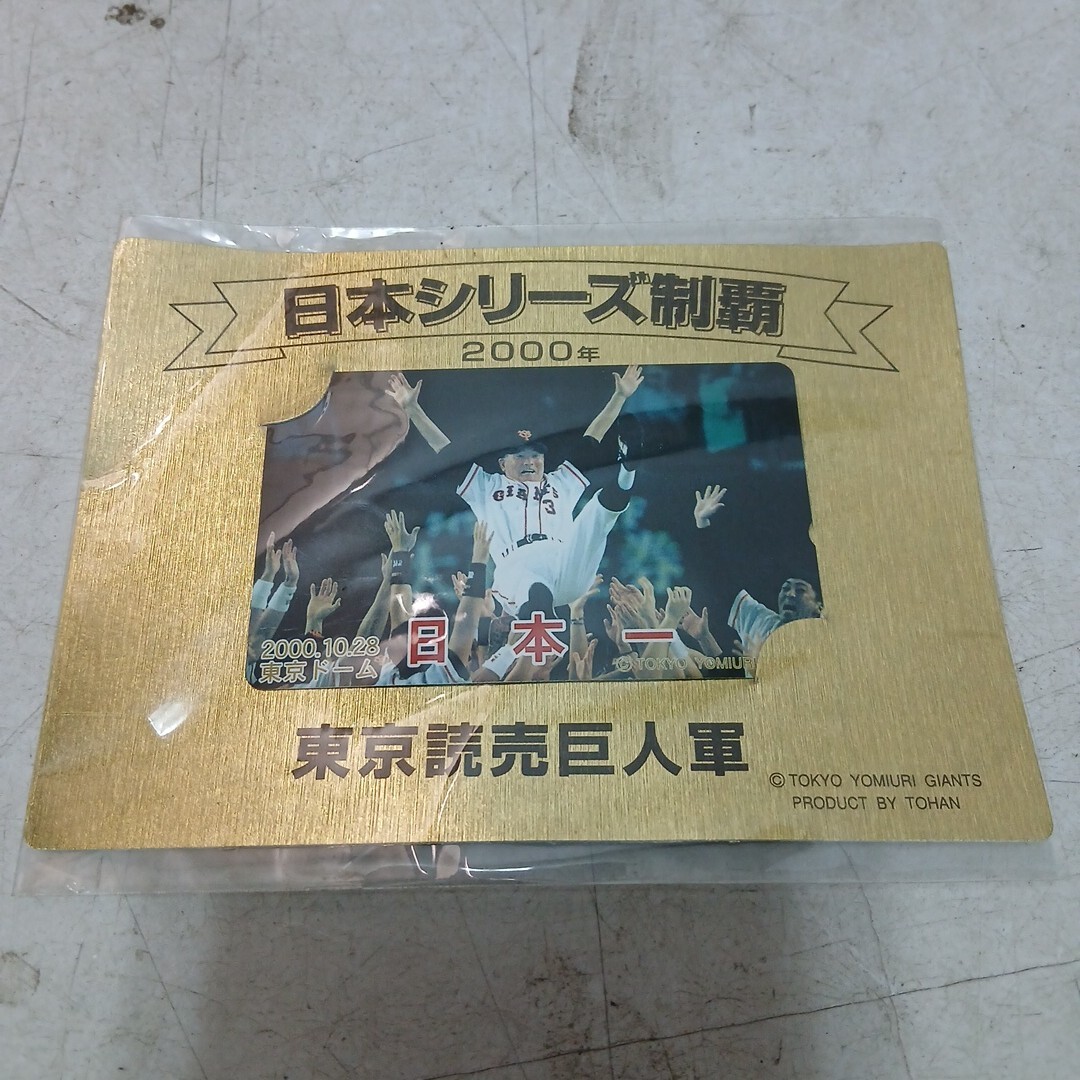 日本シリーズ制覇
2000年
GIANTS
3
2000.10.28
東京ドーム
日本一
© TOKYO YOMIURI
東京読売巨人軍
© TOKYO YOMIURI GIANTS
PRODUCT BY TOHAN